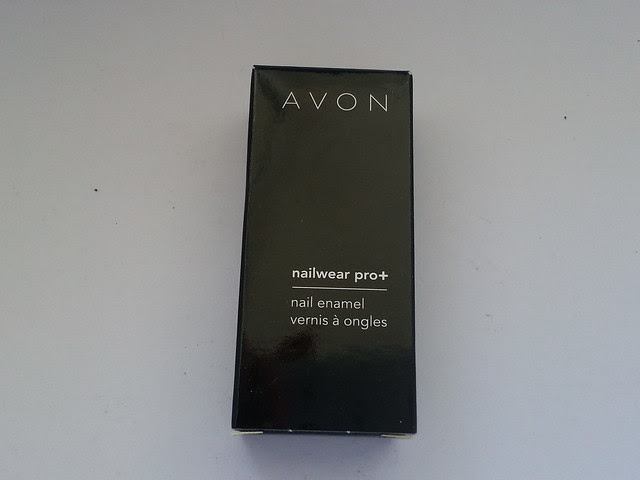 AVON
nailwear pro+
nail enamel
vernis à ongles